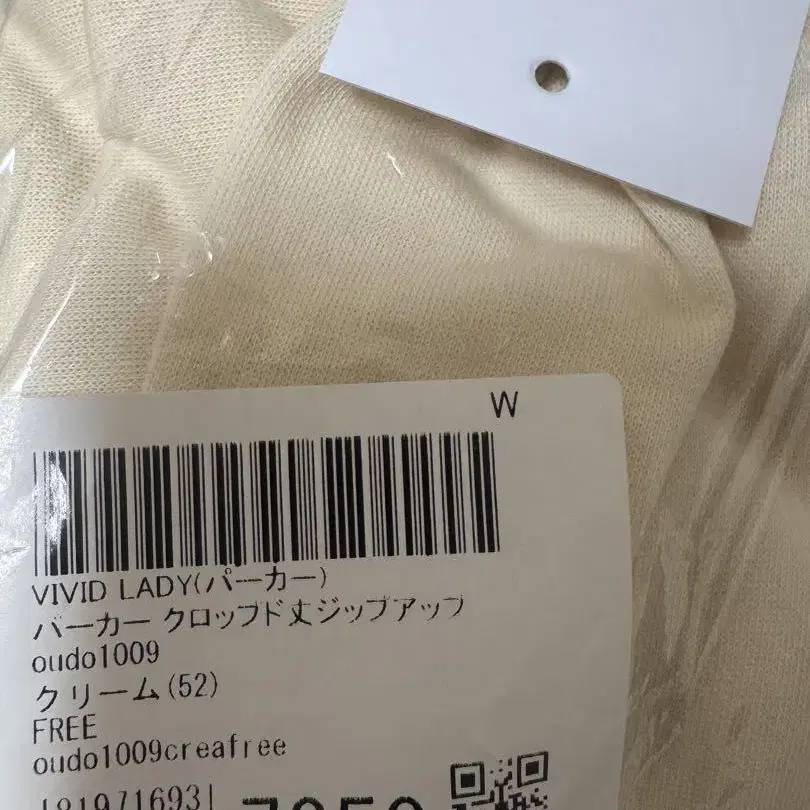 W
VIVID LADY(パーカー)
パーカー クロップド丈ジップアップ
oudo1009
クリーム(52)
FREE
oudo1009creafree